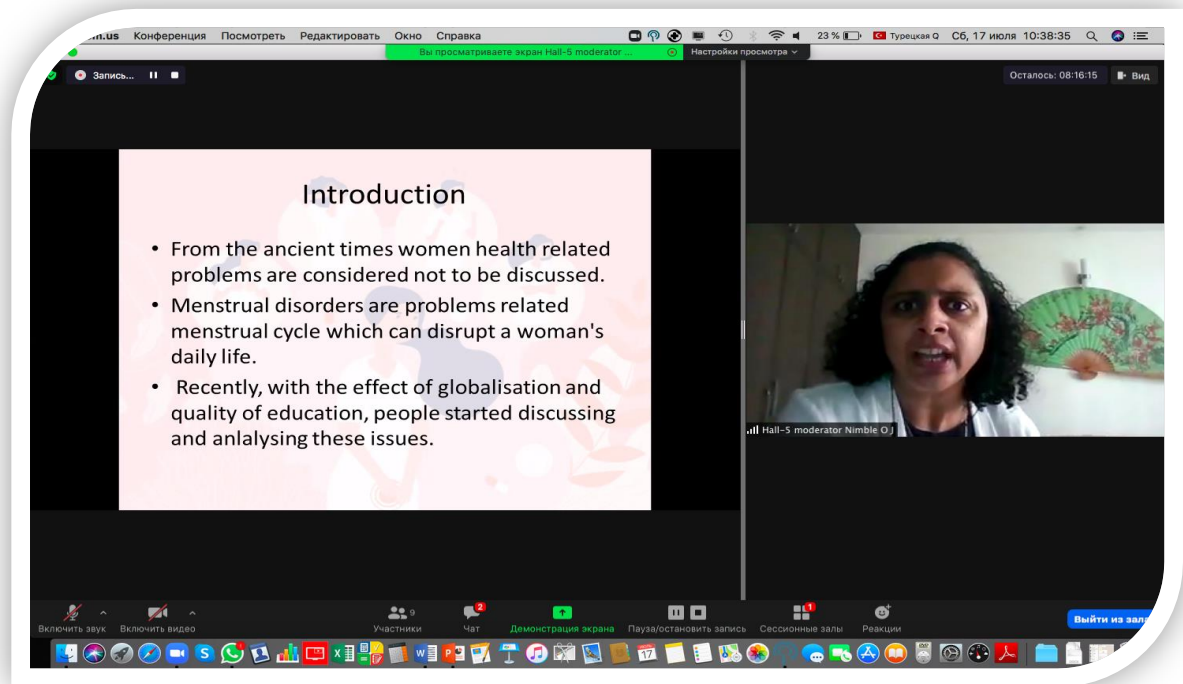 Конференция Посмотреть Редактировать Окно Справка 23 % Турецкая Q Сб, 17 июля 10:38:35
Вы просматриваете экран Hall-5 moderator ... Настройки просмотра
Запись... Осталось: 08:16:15 Вид
Introduction
• From the ancient times women health related
problems are considered not to be discussed.
• Menstrual disorders are problems related
menstrual cycle which can disrupt a woman's
daily life.
• Recently, with the effect of globalisation and
quality of education, people started discussing
and anlalysing these issues.
Hall-5 moderator Nimble O J
9 2 1
Включить звук Включить видео Участники Чат Демонстрация экрана Пауза/остановить запись Сессионные залы Реакции Выйти из зала
17